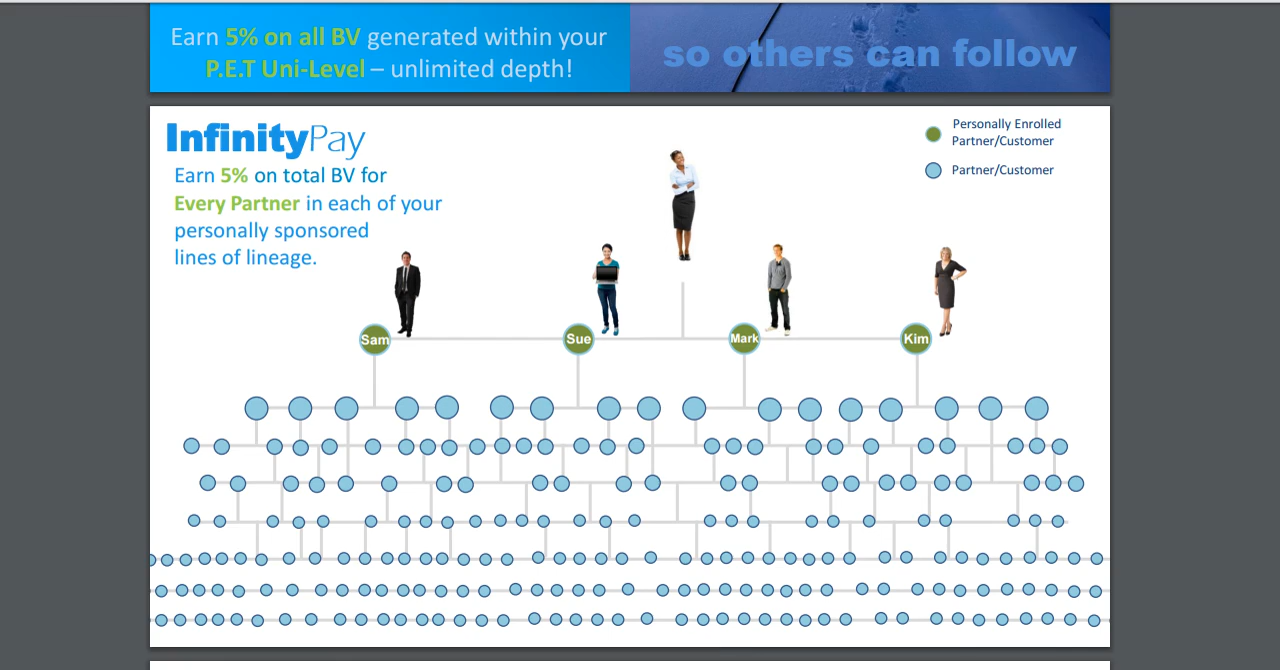 Earn 5% on all BV generated within your
P.E.T Uni-Level – unlimited depth!
so others can follow
InfinityPay
Earn 5% on total BV for
Every Partner in each of your
personally sponsored
lines of lineage.
Personally Enrolled
Partner/Customer
Partner/Customer
Sam
Sue
Mark
Kim